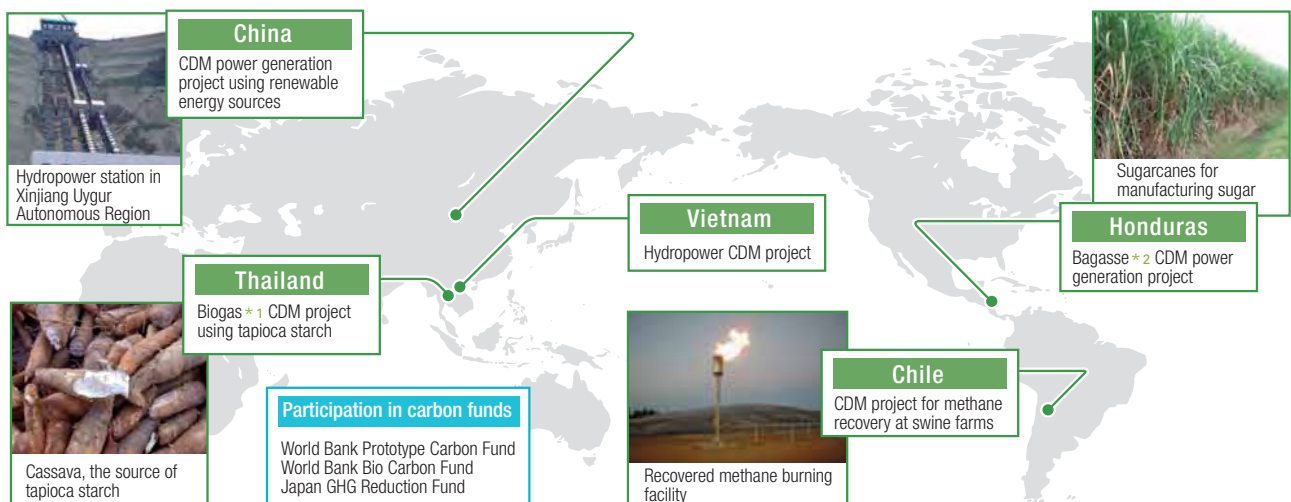 China
CDM power generation
project using renewable
energy sources
Hydropower station in
Xinjiang Uygur
Autonomous Region
Sugarcanes for
manufacturing sugar
Vietnam
Hydropower CDM project
Honduras
Bagasse*2 CDM power
generation project
Thailand
Biogas*1 CDM project
using tapioca starch
Cassava, the source of
tapioca starch
Participation in carbon funds
World Bank Prototype Carbon Fund
World Bank Bio Carbon Fund
Japan GHG Reduction Fund
Recovered methane burning
facility
Chile
CDM project for methane
recovery at swine farms